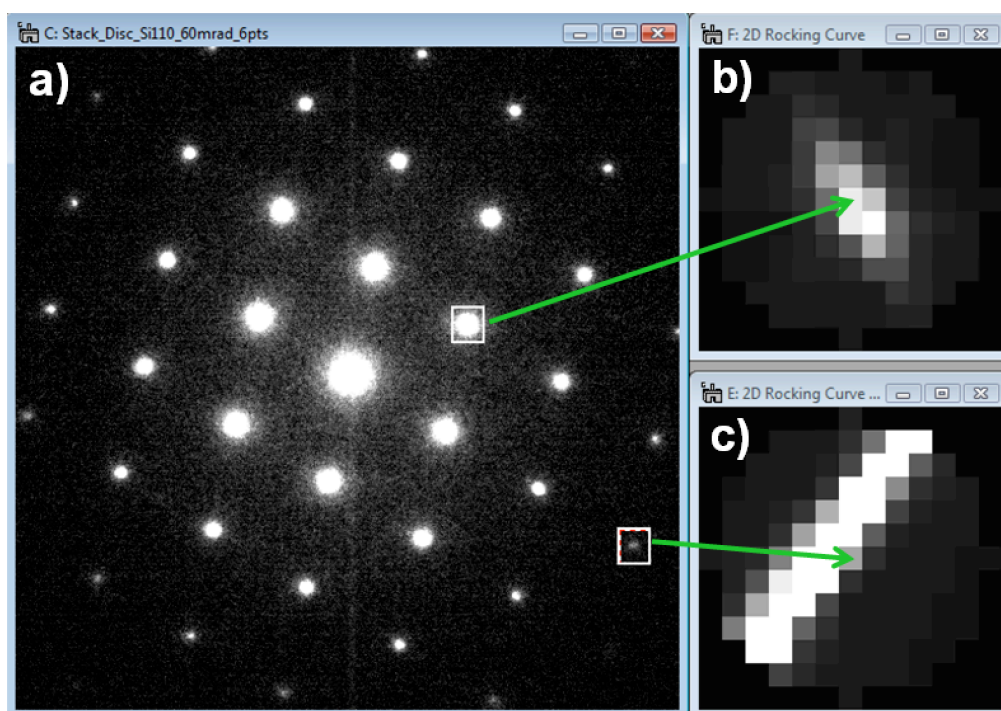 C: Stack_Disc_Si110_60mrad_6pts
a)
F: 2D Rocking Curve
b)
E: 2D Rocking Curve ...
c)